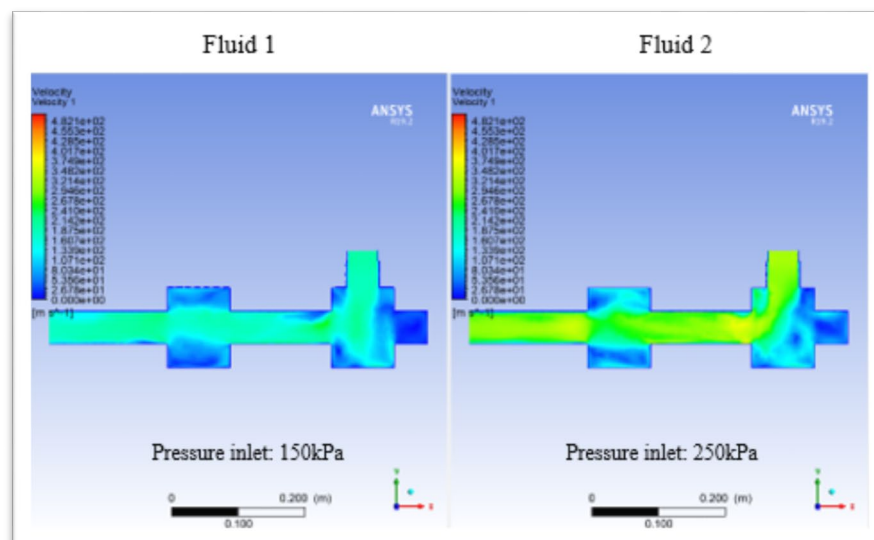 Fluid 1
Velocity
Velocity 1
4.821e+02
4.553e+02
4.285e+02
4.017e+02
3.749e+02
3.482e+02
3.214e+02
2.946e+02
2.678e+02
2.410e+02
2.142e+02
1.875e+02
1.607e+02
1.339e+02
1.071e+02
8.034e+01
5.356e+01
2.678e+01
0.000e+00
[m s^-1]
ANSYS
R19.2
Pressure inlet: 150kPa
0 0.200 (m)
0.100
Y
X
Fluid 2
Velocity
Velocity 1
4.821e+02
4.553e+02
4.285e+02
4.017e+02
3.749e+02
3.482e+02
3.214e+02
2.946e+02
2.678e+02
2.410e+02
2.142e+02
1.875e+02
1.607e+02
1.339e+02
1.071e+02
8.034e+01
5.356e+01
2.678e+01
0.000e+00
[m s^-1]
ANSYS
R19.2
Pressure inlet: 250kPa
0 0.200 (m)
0.100
Y
X